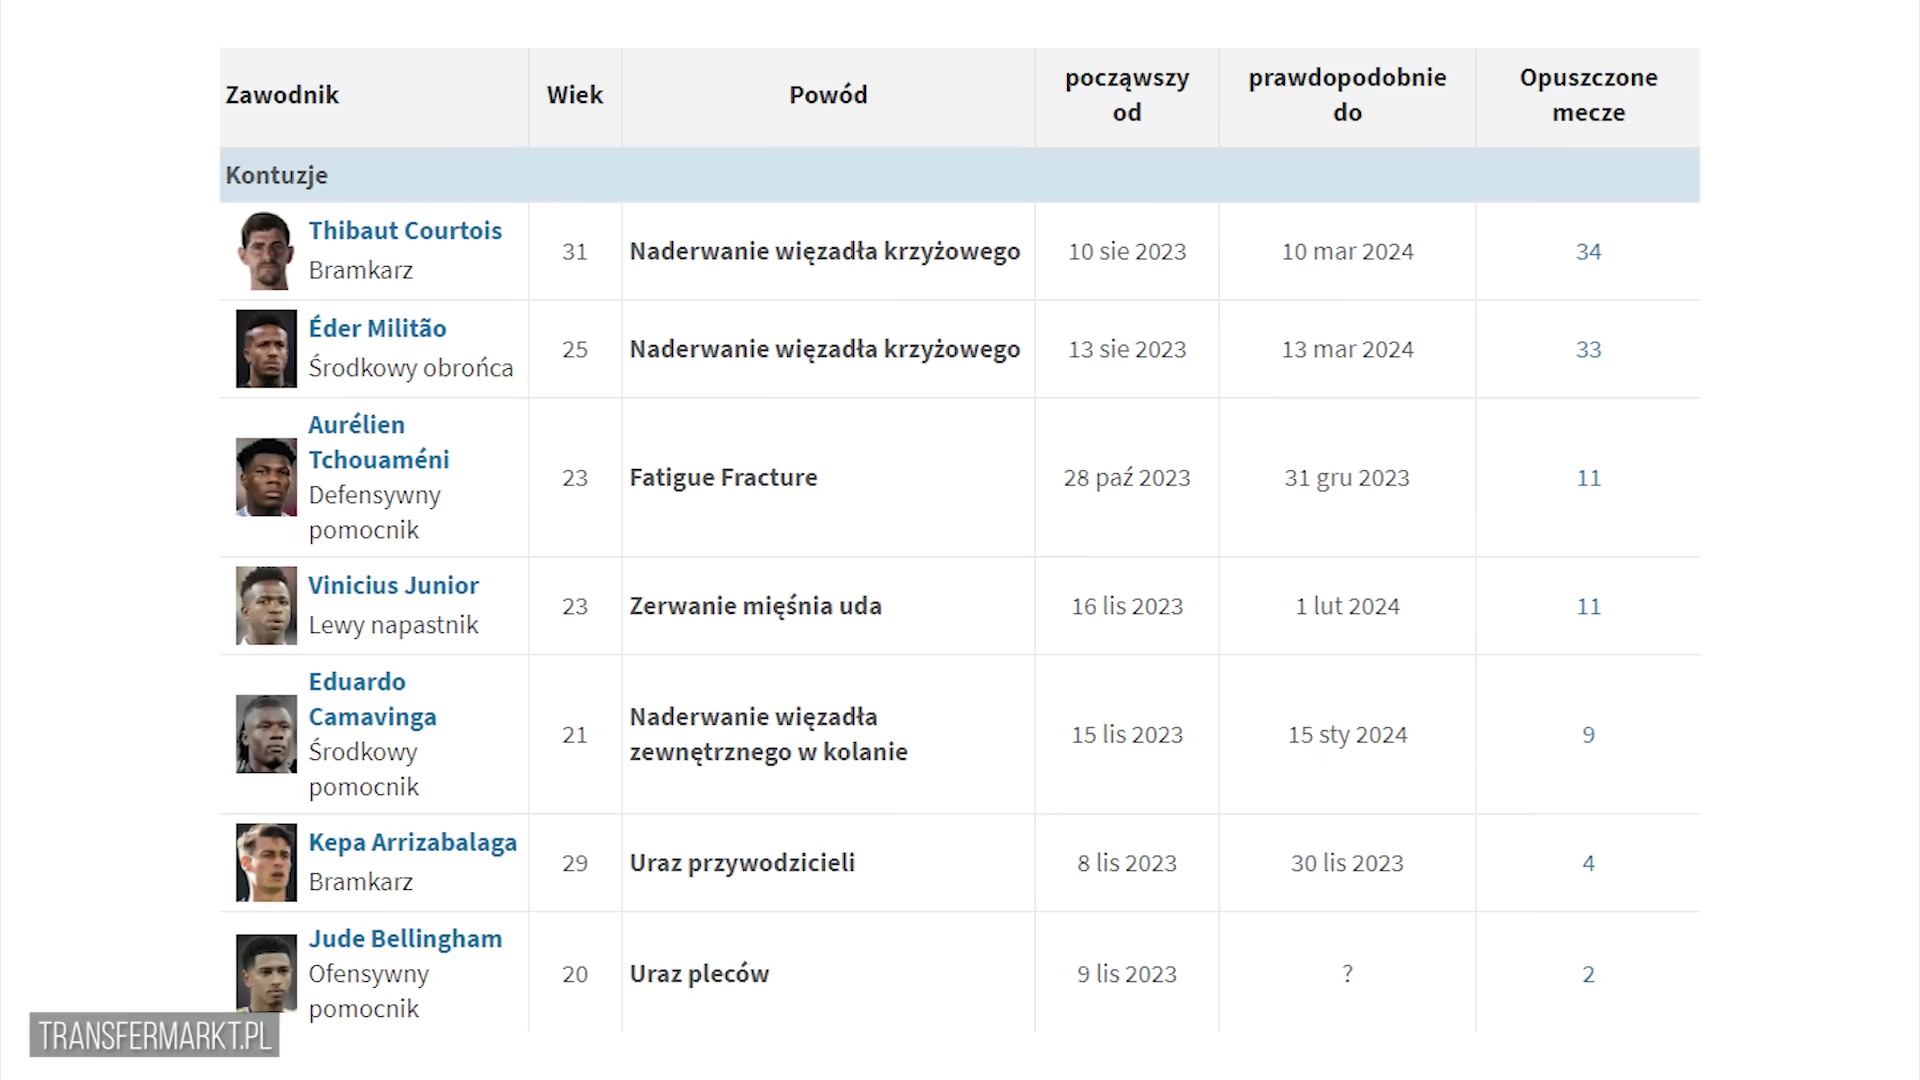 Zawodnik Wiek Powód począwszy od prawdopodobnie do Opuszczone mecze
Kontuzje
Thibaut Courtois
Bramkarz
31 Naderwanie więzadła krzyżowego 10 sie 2023 10 mar 2024 34
Éder Militão
Środkowy obrońca
25 Naderwanie więzadła krzyżowego 13 sie 2023 13 mar 2024 33
Aurélien
Tchouaméni
Defensywny
pomocnik
23 Fatigue Fracture 28 paź 2023 31 gru 2023 11
Vinicius Junior
Lewy napastnik
23 Zerwanie mięśnia uda 16 lis 2023 1 lut 2024 11
Eduardo
Camavinga
Środkowy
pomocnik
21 Naderwanie więzadła
zewnętrznego w kolanie
15 lis 2023 15 sty 2024 9
Kepa Arrizabalaga
Bramkarz
29 Uraz przywodzicieli 8 lis 2023 30 lis 2023 4
Jude Bellingham
Ofensywny
pomocnik
20 Uraz pleców 9 lis 2023 ? 2
TRANSFERMARKT.PL